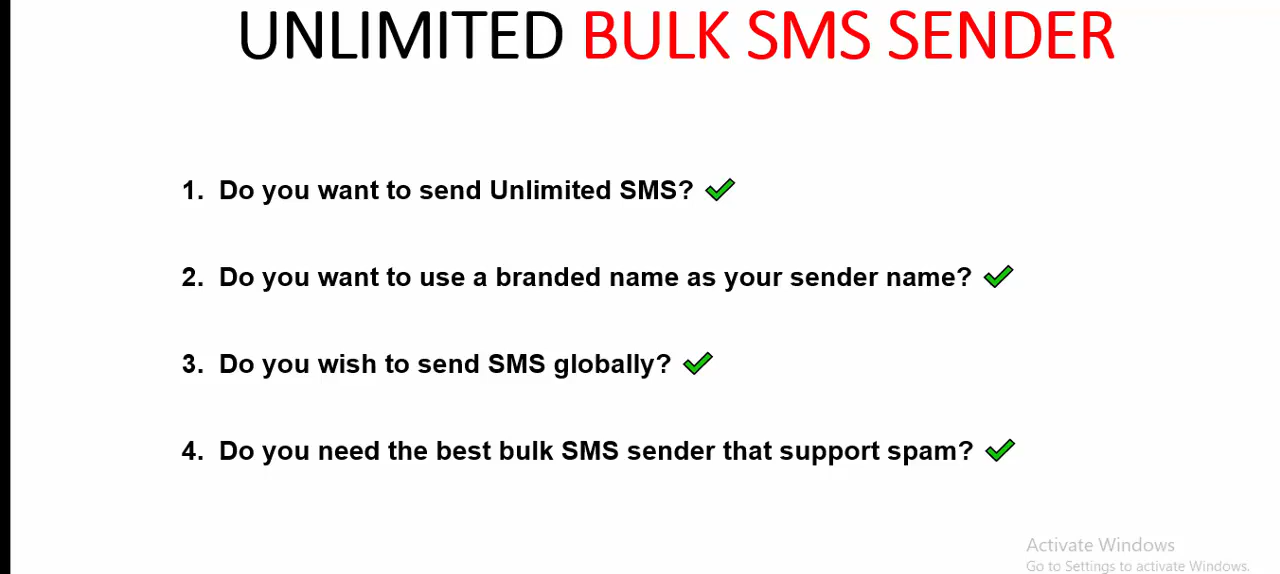 UNLIMITED BULK SMS SENDER
1. Do you want to send Unlimited SMS?
2. Do you want to use a branded name as your sender name?
3. Do you wish to send SMS globally?
4. Do you need the best bulk SMS sender that support spam?
Activate Windows
Go to Settings to activate Windows.